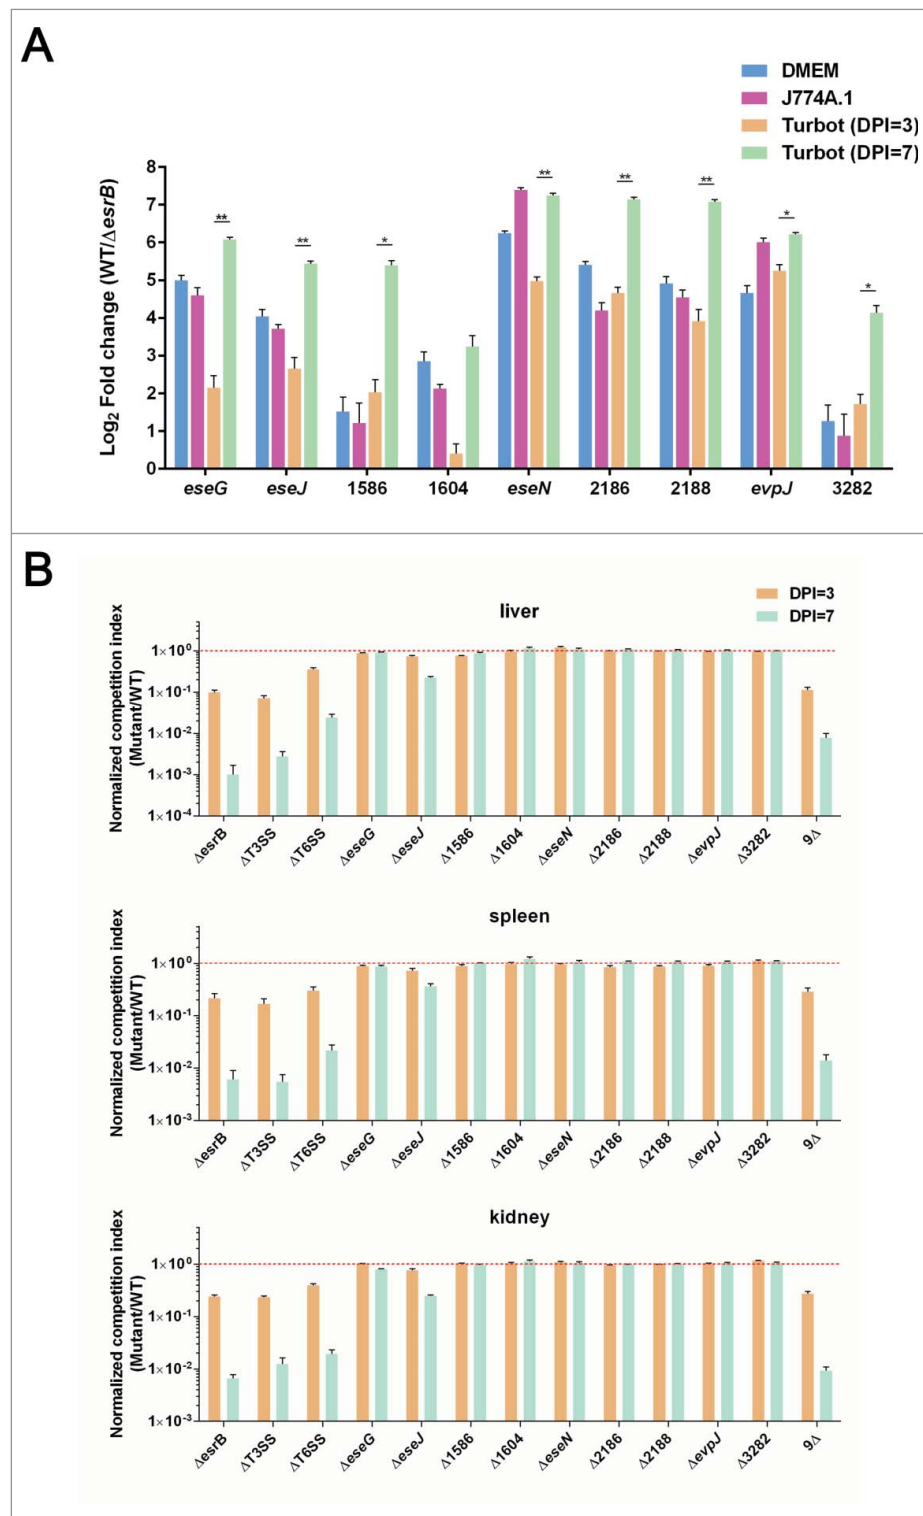 A
DMEM
J774A.1
Turbot (DPI=3)
Turbot (DPI=7)
Log₂ Fold change (WT/ΔesrB)
8
7
6
5
4
3
2
1
0
** ** * ** ** ** * *
eseG eseJ 1586 1604 eseN 2186 2188 evpJ 3282
B
DPI=3
DPI=7
liver
Normalized competition index
(Mutant/WT)
1×10⁰
1×10⁻¹
1×10⁻²
1×10⁻³
1×10⁻⁴
ΔesrB ΔT3SS ΔT6SS ΔeseG ΔeseJ Δ1586 Δ1604 ΔeseN Δ2186 Δ2188 ΔevpJ Δ3282 9Δ
spleen
Normalized competition index
(Mutant/WT)
1×10⁰
1×10⁻¹
1×10⁻²
1×10⁻³
ΔesrB ΔT3SS ΔT6SS ΔeseG ΔeseJ Δ1586 Δ1604 ΔeseN Δ2186 Δ2188 ΔevpJ Δ3282 9Δ
kidney
Normalized competition index
(Mutant/WT)
1×10⁰
1×10⁻¹
1×10⁻²
1×10⁻³
ΔesrB ΔT3SS ΔT6SS ΔeseG ΔeseJ Δ1586 Δ1604 ΔeseN Δ2186 Δ2188 ΔevpJ Δ3282 9Δ